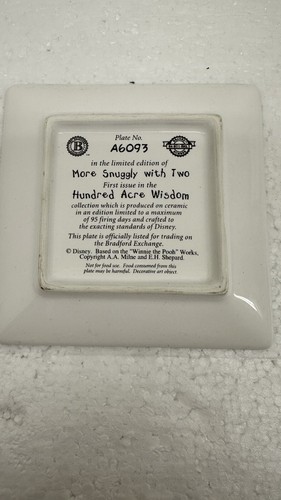 Plate No.
A6093
in the limited edition of
More Snuggly with Two
First issue in the
Hundred Acre Wisdom
collection which is produced on ceramic
in an edition limited to a maximum
of 95 firing days and crafted to
the exacting standards of Disney.
This plate is officially listed for trading on
the Bradford Exchange.
© Disney. Based on the "Winnie the Pooh" Works,
Copyright A.A. Milne and E.H. Shepard.
Not for food use. Food consumed from this
plate may be harmful. Decorative art object.